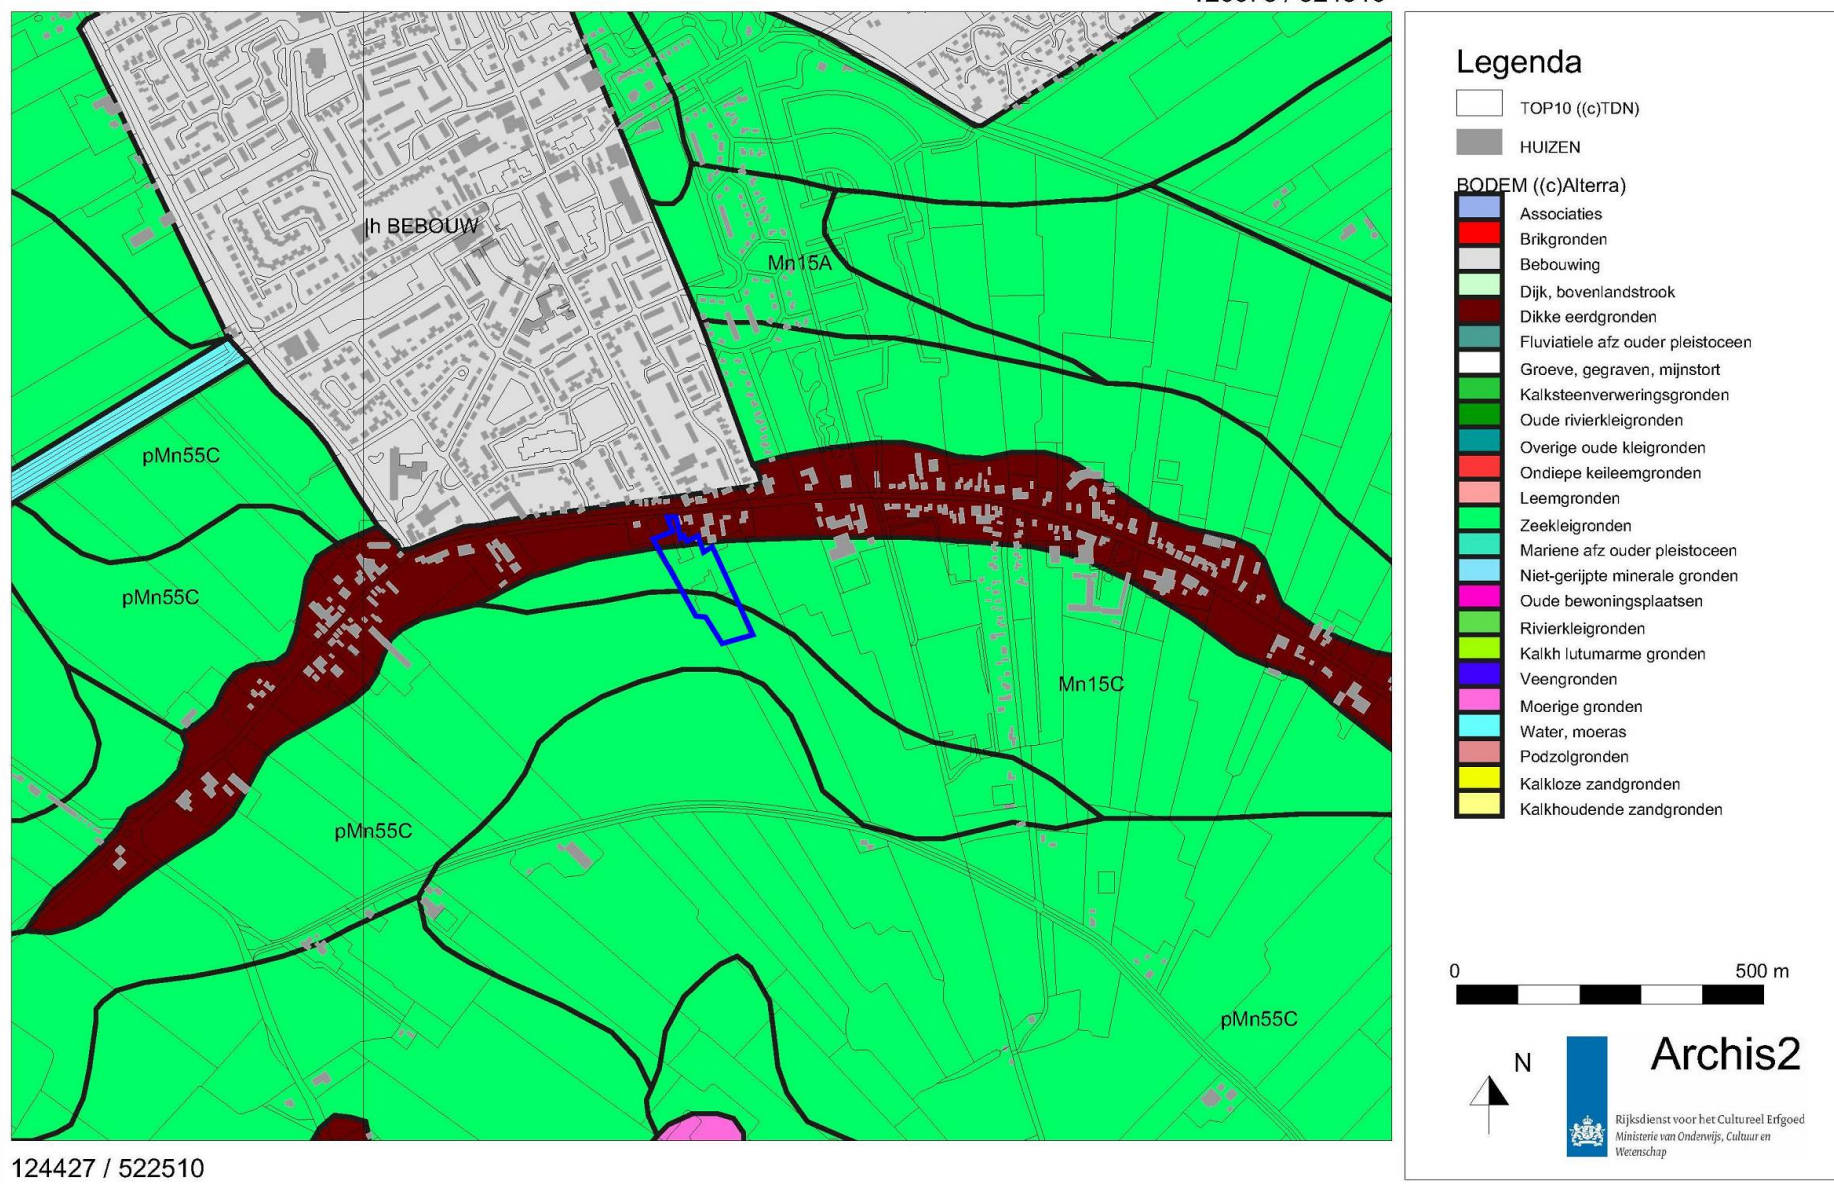 |h BEBOUW
Mn15A
pMn55C
pMn55C
Mn15C
pMn55C
pMn55C
124427 / 522510
Legenda
TOP10 ((c)TDN)
HUIZEN
BODEM ((c)Alterra)
Associaties
Brikgronden
Bebouwing
Dijk, bovenlandstrook
Dikke eerdgronden
Fluviatiele afz ouder pleistoceen
Groeve, gegraven, mijnstort
Kalksteenverweringsgronden
Oude rivierkleigronden
Overige oude kleigronden
Ondiepe keileemgronden
Leemgronden
Zeekleigronden
Mariene afz ouder pleistoceen
Niet-gerijpte minerale gronden
Oude bewoningsplaatsen
Rivierkleigronden
Kalkh lutumarme gronden
Veengronden
Moerige gronden
Water, moeras
Podzolgronden
Kalkloze zandgronden
Kalkhoudende zandgronden
0 500 m
N
Archis2
Rijksdienst voor het Cultureel Erfgoed
Ministerie van Onderwijs, Cultuur en
Wetenschap